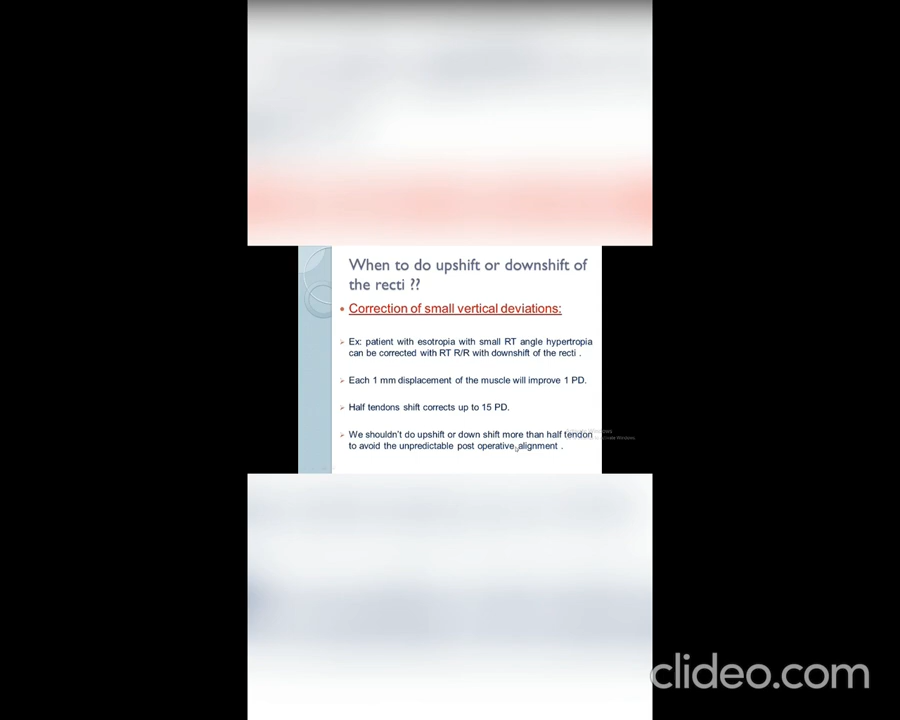 When to do upshift or downshift of
the recti ??
• Correction of small vertical deviations:
➢ Ex: patient with esotropia with small RT angle hypertropia
can be corrected with RT R/R with downshift of the recti .
➢ Each 1 mm displacement of the muscle will improve 1 PD.
➢ Half tendons shift corrects up to 15 PD.
➢ We shouldn't do upshift or down shift more than half tendon
to avoid the unpredictable post operative alignment .
clideo.com